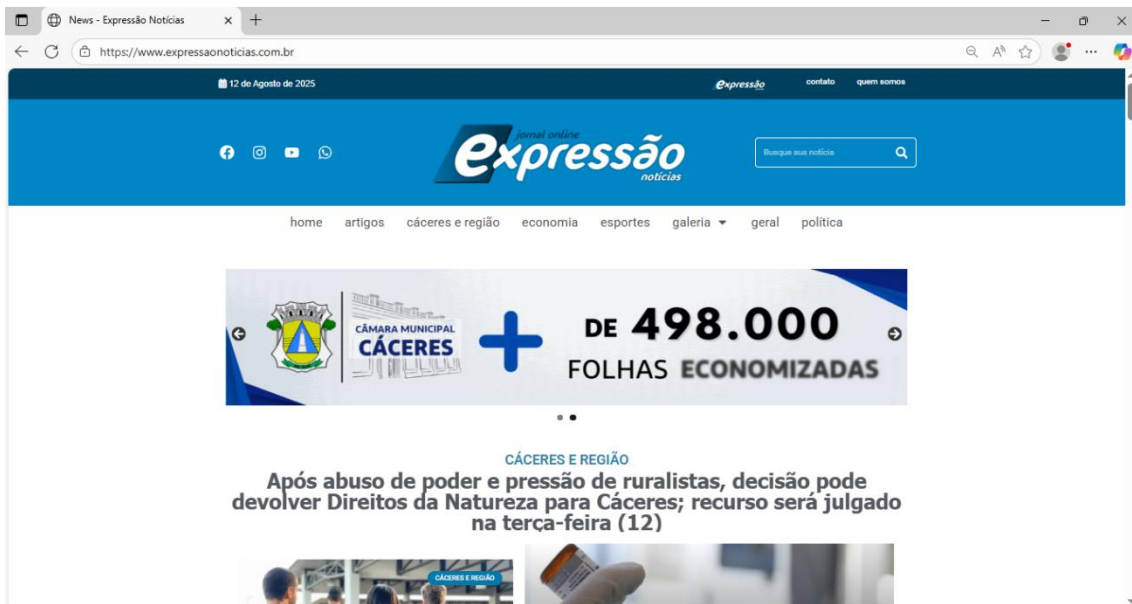 News - Expressão Notícias
https://www.expressaonoticias.com.br
12 de Agosto de 2025
expressão
contato
quem somos
jornal online
expressão
notícias
Busque sua notícia
home artigos cáceres e região economia esportes galeria geral política
CÂMARA MUNICIPAL
CÁCERES
+
DE 498.000
FOLHAS ECONOMIZADAS
CÁCERES E REGIÃO
Após abuso de poder e pressão de ruralistas, decisão pode
devolver Direitos da Natureza para Cáceres; recurso será julgado
na terça-feira (12)
CÁCERES E REGIÃO